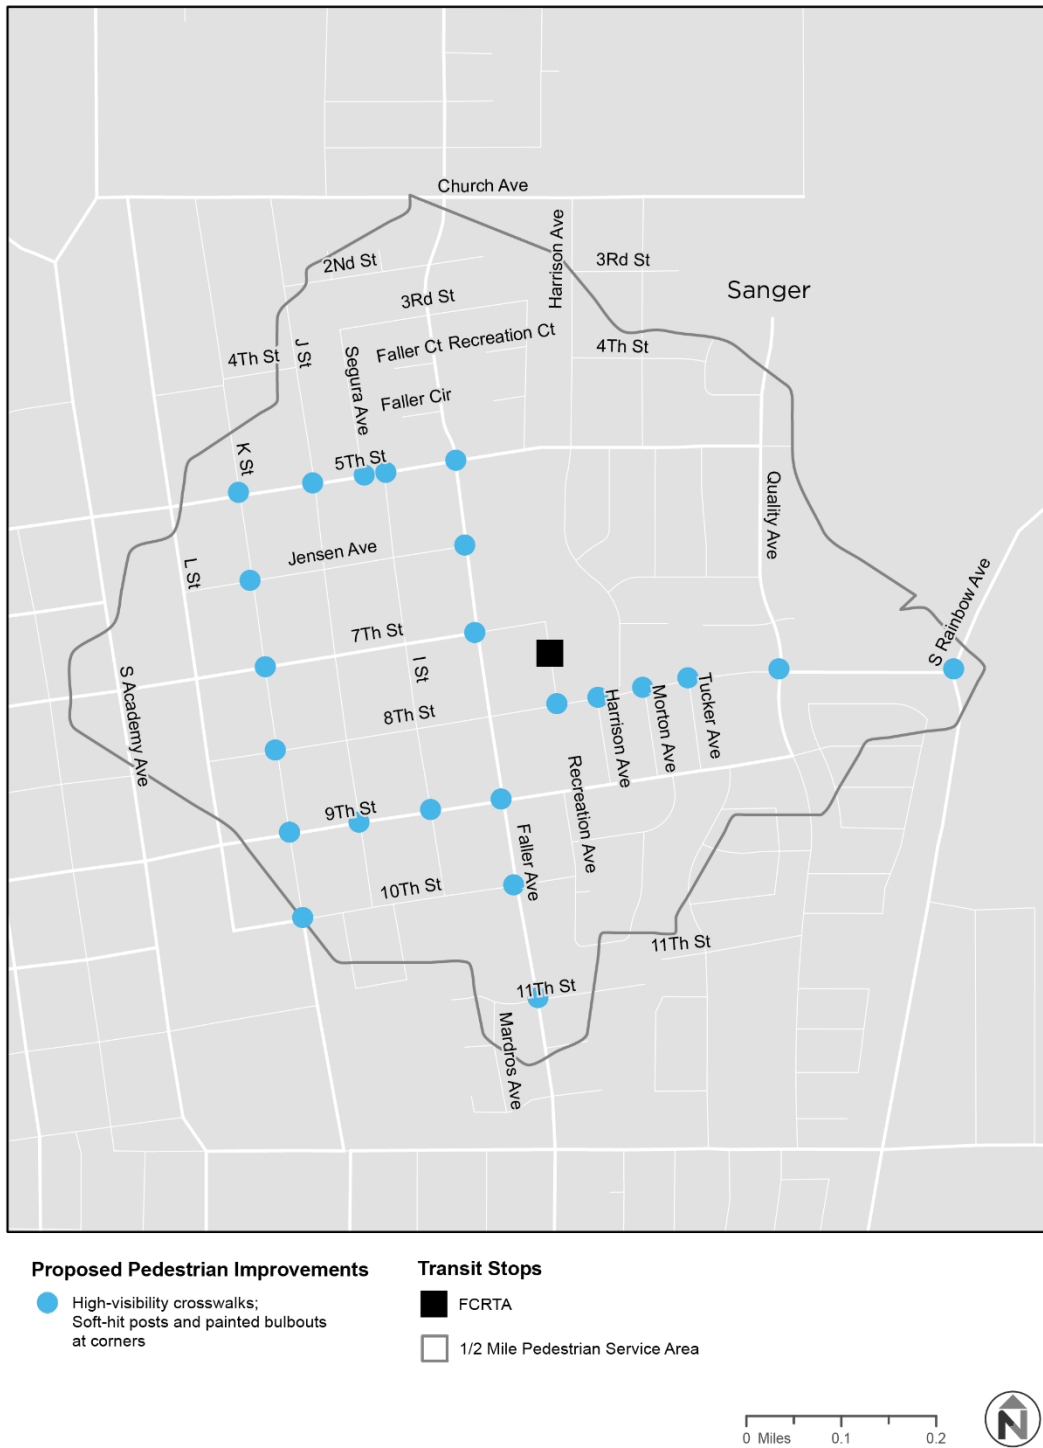 Church Ave
Harrison Ave
2Nd St
3Rd St
Sanger
3Rd St
J St
4Th St
Segura Ave
Faller Ct
Recreation Ct
4Th St
Faller Cir
K St
5Th St
Quality Ave
L St
Jensen Ave
S Rainbow Ave
7Th St
I St
S Academy Ave
8Th St
Harrison Ave
Morton Ave
Tucker Ave
Recreation Ave
9Th St
Faller Ave
10Th St
11Th St
11Th St
Mardros Ave
Proposed Pedestrian Improvements
High-visibility crosswalks;
Soft-hit posts and painted bulbouts
at corners
Transit Stops
FCRTA
1/2 Mile Pedestrian Service Area
0 Miles 0.1 0.2
N